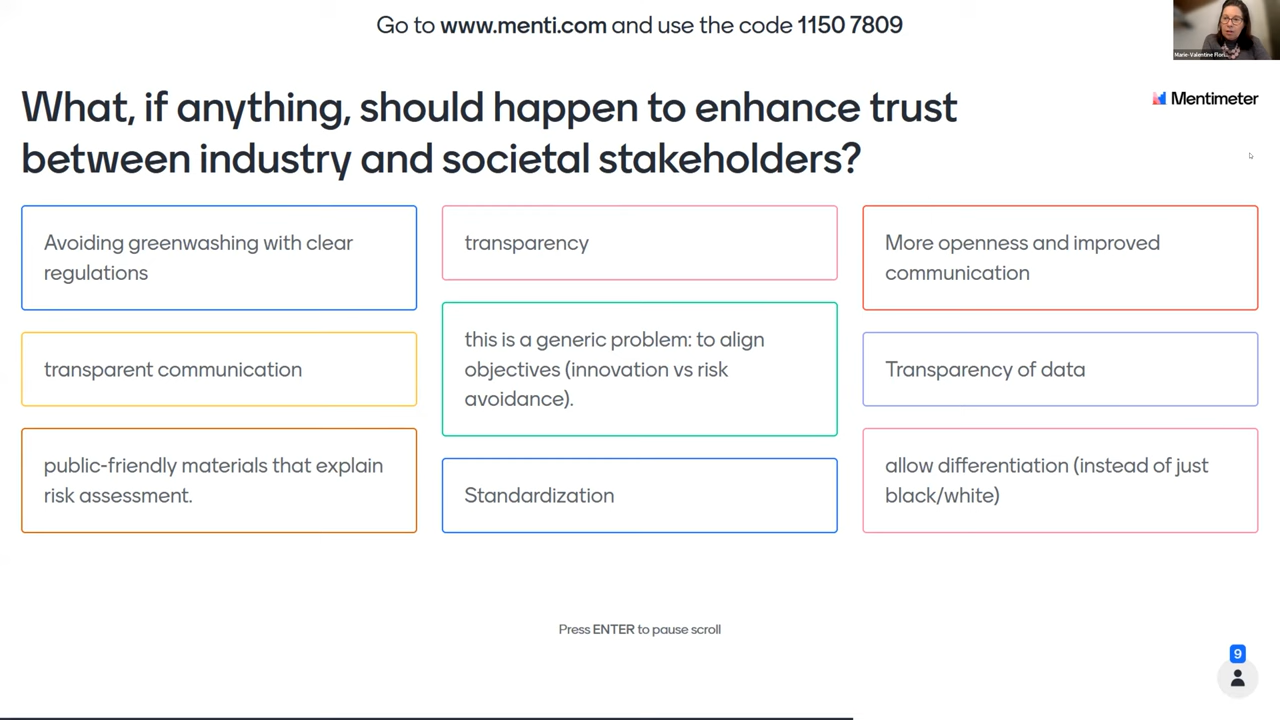 Go to www.menti.com and use the code 1150 7809
Marie-Valentine Flori...
Mentimeter
What, if anything, should happen to enhance trust
between industry and societal stakeholders?
Avoiding greenwashing with clear
regulations
transparency
More openness and improved
communication
transparent communication
this is a generic problem: to align
objectives (innovation vs risk
avoidance).
Transparency of data
public-friendly materials that explain
risk assessment.
Standardization
allow differentiation (instead of just
black/white)
Press ENTER to pause scroll
9